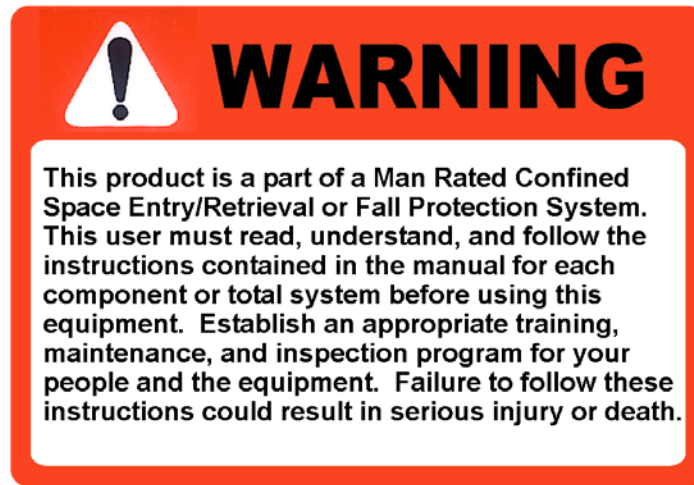 WARNING
This product is a part of a Man Rated Confined
Space Entry/Retrieval or Fall Protection System.
This user must read, understand, and follow the
instructions contained in the manual for each
component or total system before using this
equipment.  Establish an appropriate training,
maintenance, and inspection program for your
people and the equipment.  Failure to follow these
instructions could result in serious injury or death.